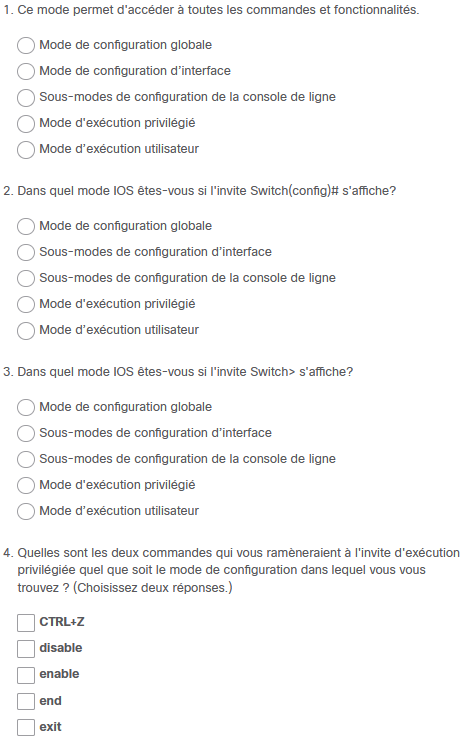 1. Ce mode permet d'accéder à toutes les commandes et fonctionnalités.
Mode de configuration globale
Mode de configuration d'interface
Sous-modes de configuration de la console de ligne
Mode d'exécution privilégié
Mode d'exécution utilisateur
2. Dans quel mode IOS êtes-vous si l'invite Switch(config)# s'affiche?
Mode de configuration globale
Sous-modes de configuration d'interface
Sous-modes de configuration de la console de ligne
Mode d'exécution privilégié
Mode d'exécution utilisateur
3. Dans quel mode IOS êtes-vous si l'invite Switch> s'affiche?
Mode de configuration globale
Sous-modes de configuration d'interface
Sous-modes de configuration de la console de ligne
Mode d'exécution privilégié
Mode d'exécution utilisateur
4. Quelles sont les deux commandes qui vous ramèneraient à l'invite d'exécution
privilégiée quel que soit le mode de configuration dans lequel vous vous
trouvez ? (Choisissez deux réponses.)
CTRL+Z
disable
enable
end
exit